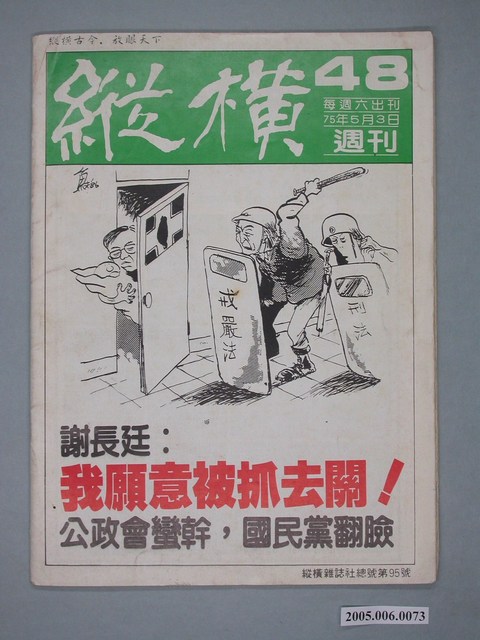 縱橫古今．放眼天下
縱橫
48
每週六出刊
75年5月3日
週刊
戒嚴法
謝長廷：
我願意被抓去關！
公政會蠻幹，國民黨翻臉
縱橫雜誌社總號第95號
2005.006.0073